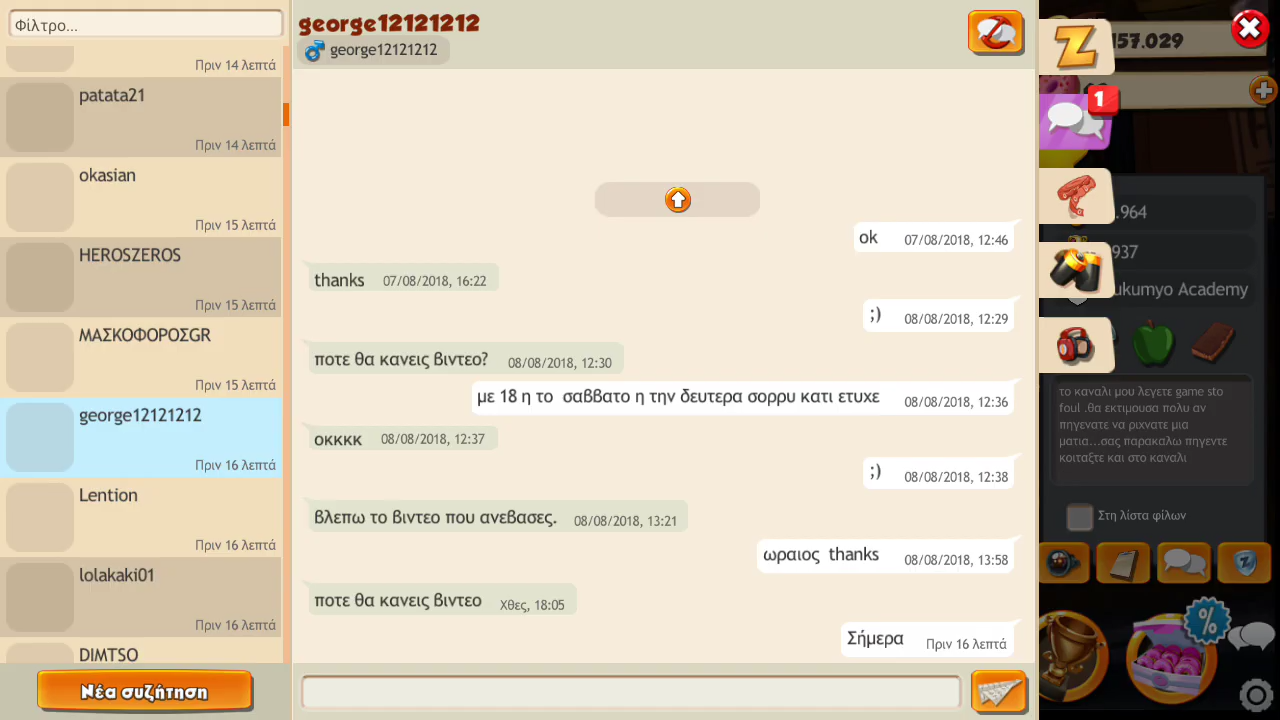 Φίλτρο...
Πριν 14 λεπτά
patata21
Πριν 14 λεπτά
okasian
Πριν 15 λεπτά
HEROSZEROS
Πριν 15 λεπτά
ΜΑΣΚΟΦΟΡΟΣGR
Πριν 15 λεπτά
george12121212
Πριν 16 λεπτά
Lention
Πριν 16 λεπτά
lolakaki01
Πριν 16 λεπτά
DIMTSO
Νέα συζήτηση
george12121212
george12121212
ok 07/08/2018, 12:46
thanks 07/08/2018, 16:22
;) 08/08/2018, 12:29
ποτε θα κανεις βιντεο? 08/08/2018, 12:30
με 18 η το σαββατο η την δευτερα σορρυ κατι ετυχε 08/08/2018, 12:36
οκκκκ 08/08/2018, 12:37
;) 08/08/2018, 12:38
βλεπω το βιντεο που ανεβασες. 08/08/2018, 13:21
ωραιος thanks 08/08/2018, 13:58
ποτε θα κανεις βιντεο Χθες, 18:05
Σήμερα Πριν 16 λεπτά
Z
157.029
1
.964
937
ukumyo Academy
το καναλι μου λεγετε game sto
foul .θα εκτιμουσα πολυ αν
πηγενατε να ριχνατε μια
ματια...σας παρακαλω πηγεντε
κοιταξτε και στο καναλι
Στη λίστα φίλων
%